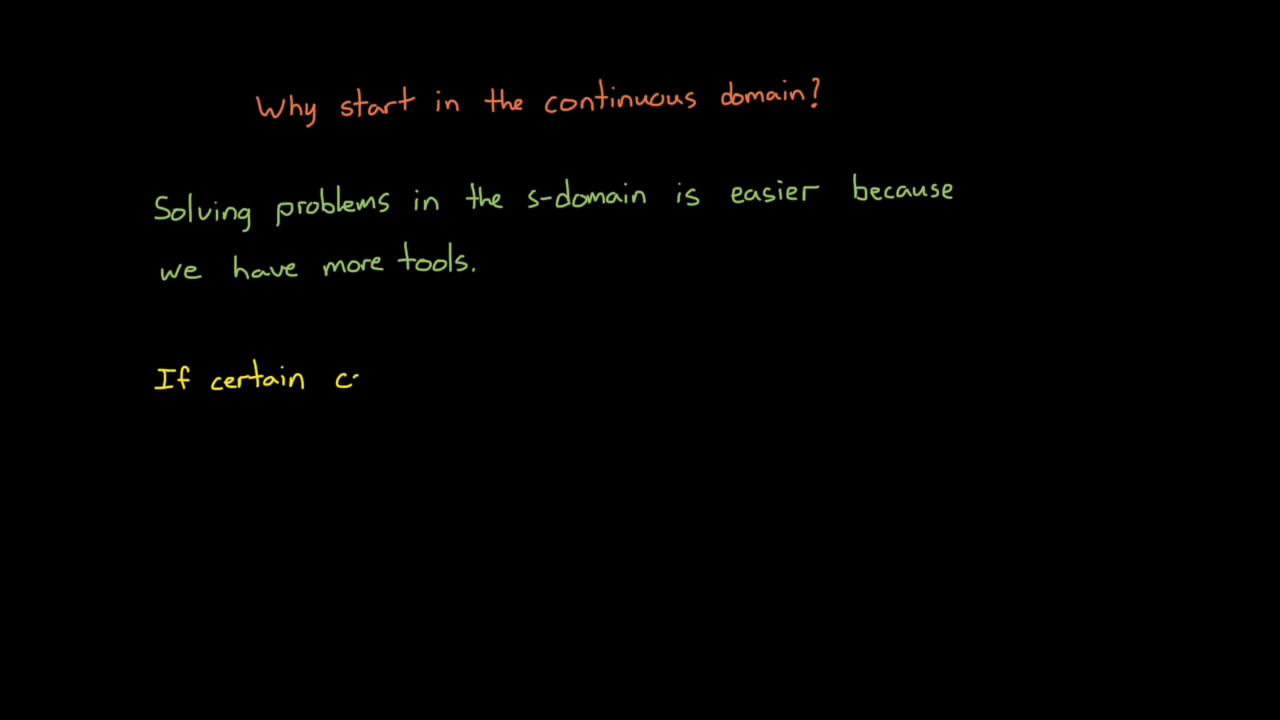 Why start in the continuous domain?
Solving problems in the s-domain is easier because
we have more tools.
If certain c